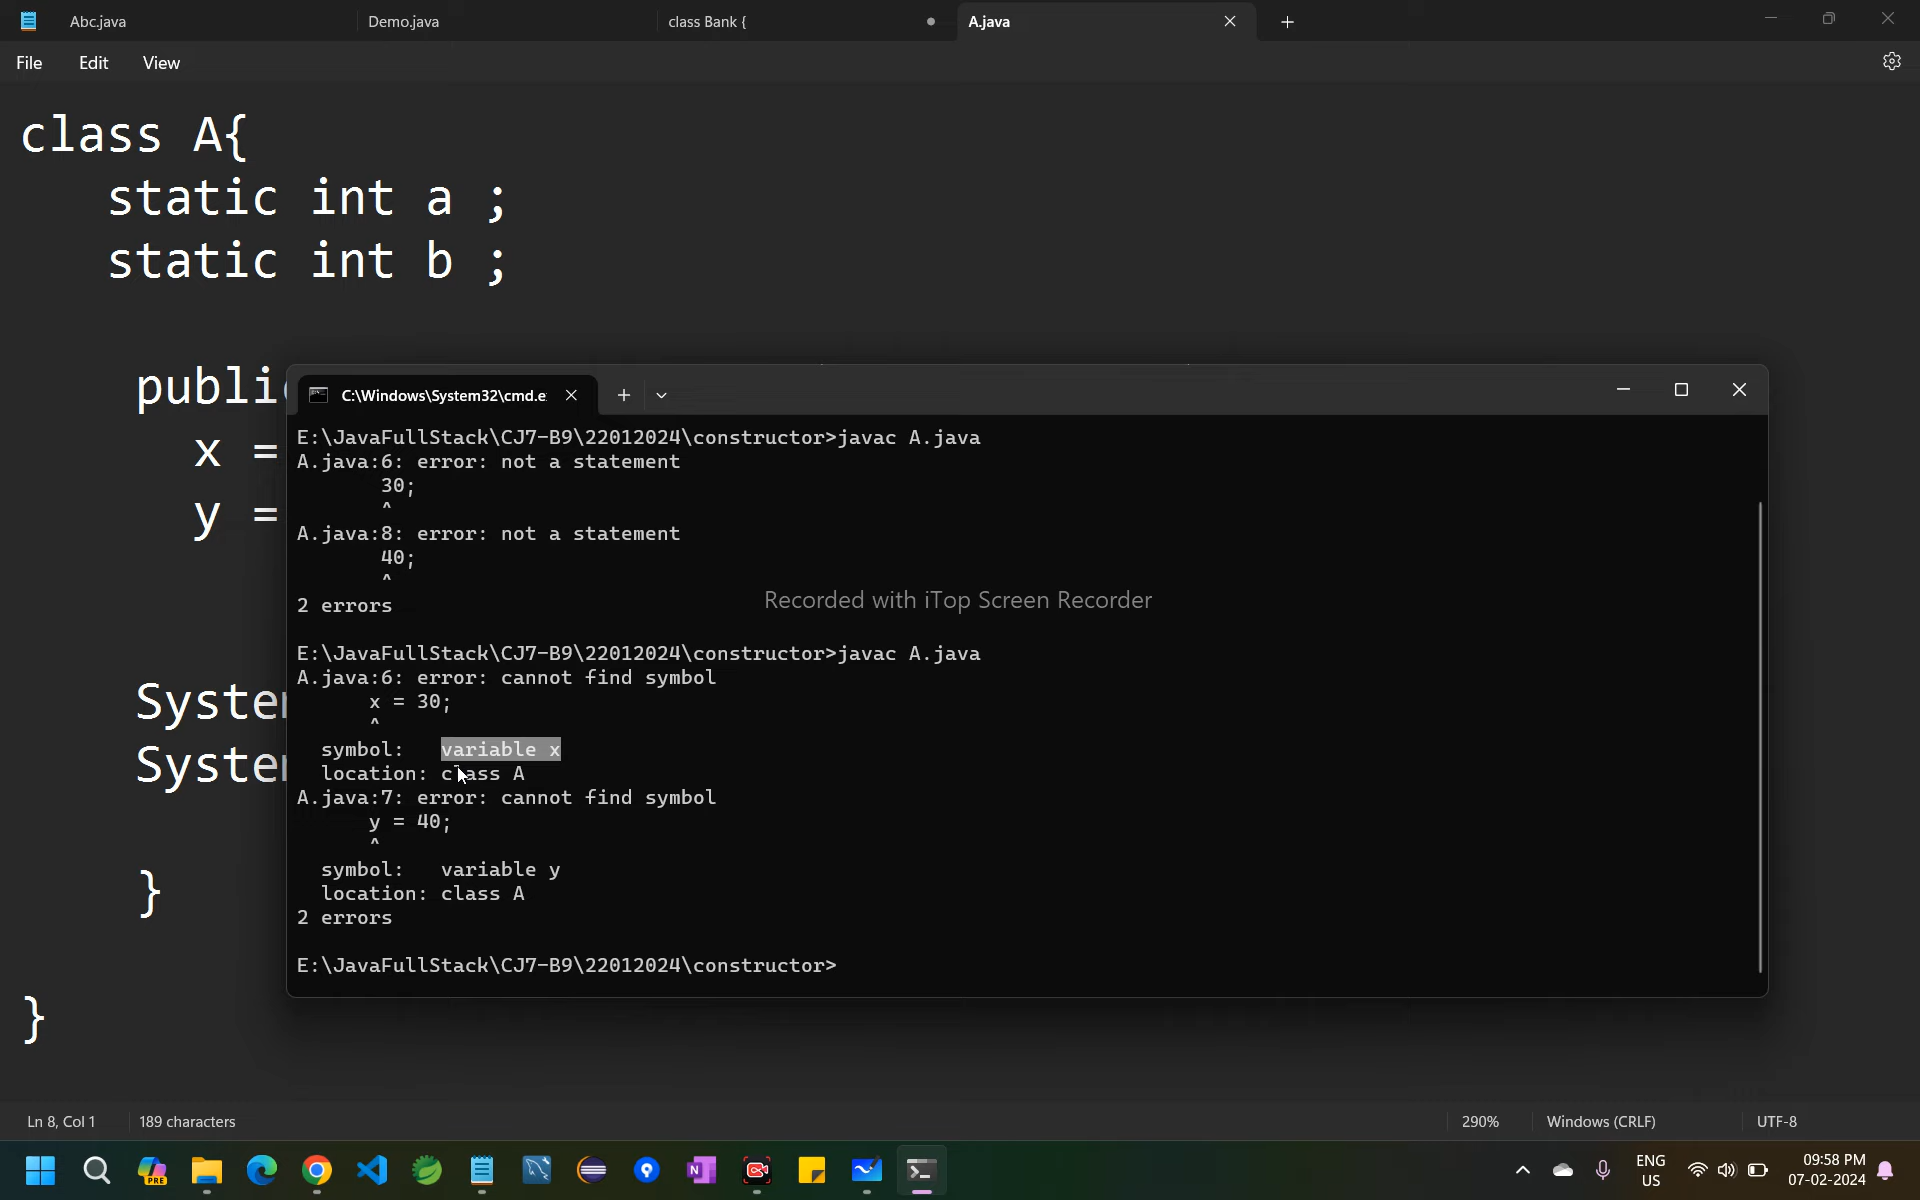 Abc.java
Demo.java
class Bank {
A.java
File Edit View
class A{
static int a ;
static int b ;
public
x =
y =
System
System
}
}
C:\Windows\System32\cmd.e
E:\JavaFullStack\CJ7-B9\22012024\constructor>javac A.java
A.java:6: error: not a statement
30;
^
A.java:8: error: not a statement
40;
^
2 errors
Recorded with iTop Screen Recorder
E:\JavaFullStack\CJ7-B9\22012024\constructor>javac A.java
A.java:6: error: cannot find symbol
x = 30;
^
symbol: variable x
location: class A
A.java:7: error: cannot find symbol
y = 40;
^
symbol: variable y
location: class A
2 errors
E:\JavaFullStack\CJ7-B9\22012024\constructor>
Ln 8, Col 1
189 characters
290%
Windows (CRLF)
UTF-8
PRE
N
ENG
US
09:58 PM
07-02-2024